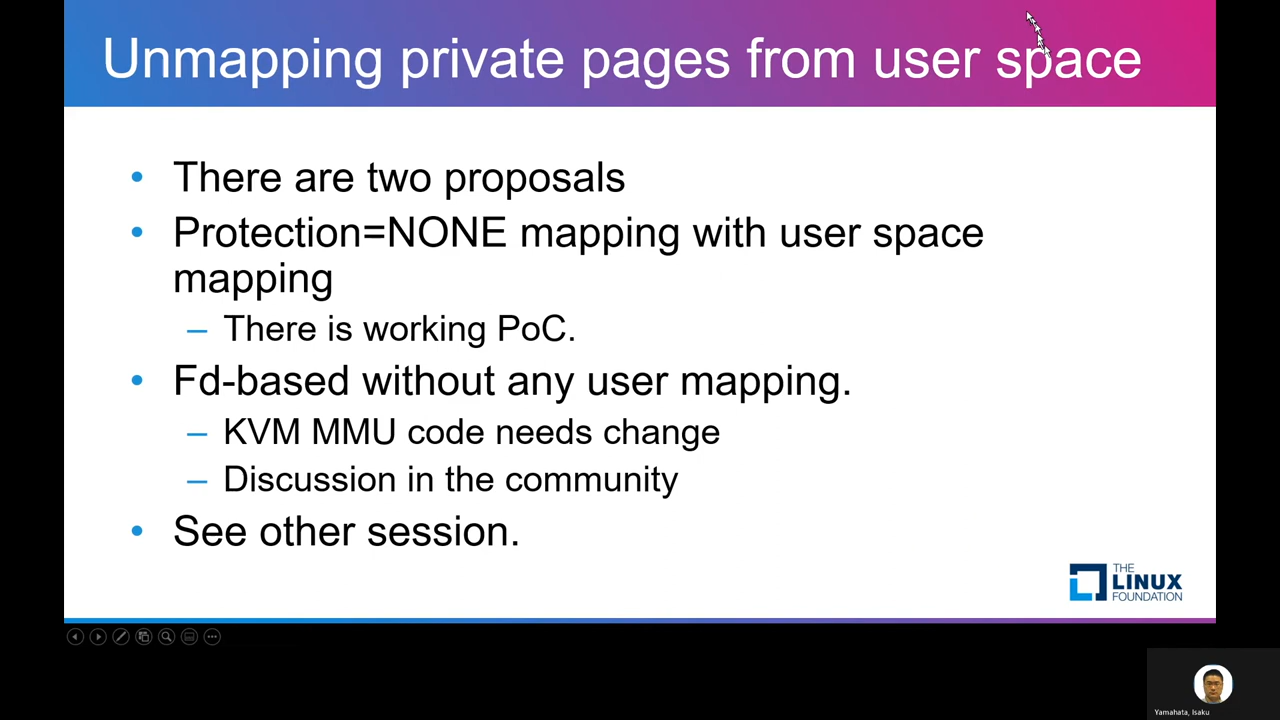 Unmapping private pages from user space
• There are two proposals
• Protection=NONE mapping with user space
mapping
– There is working PoC.
• Fd-based without any user mapping.
– KVM MMU code needs change
– Discussion in the community
• See other session.
THE
LINUX
FOUNDATION
Yamahata, Isaku